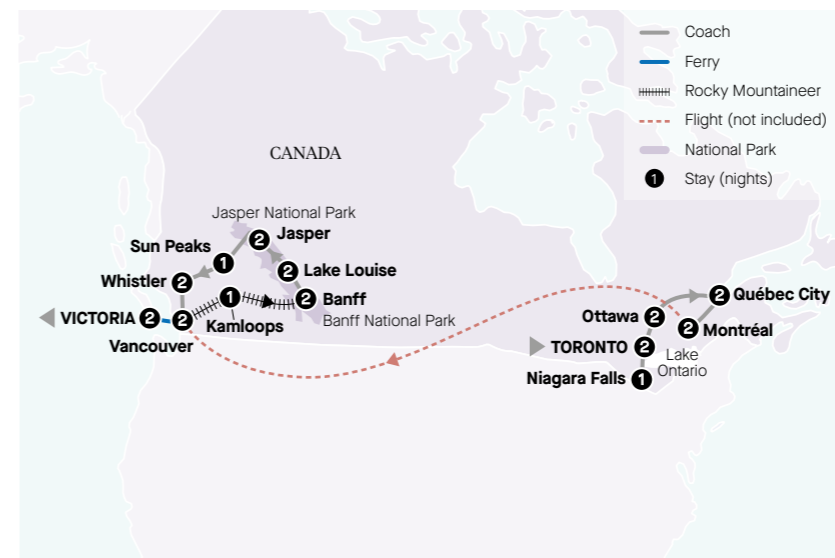 Coach
Ferry
Rocky Mountaineer
Flight (not included)
National Park
1 Stay (nights)
CANADA
Jasper National Park
2 Jasper
Sun Peaks 1
Whistler 2
2 Lake Louise
1
2 Banff
Kamloops
Banff National Park
VICTORIA 2
2
Vancouver
2 Québec City
Ottawa 2
2 Montréal
TORONTO 2
Lake
Ontario
Niagara Falls 1